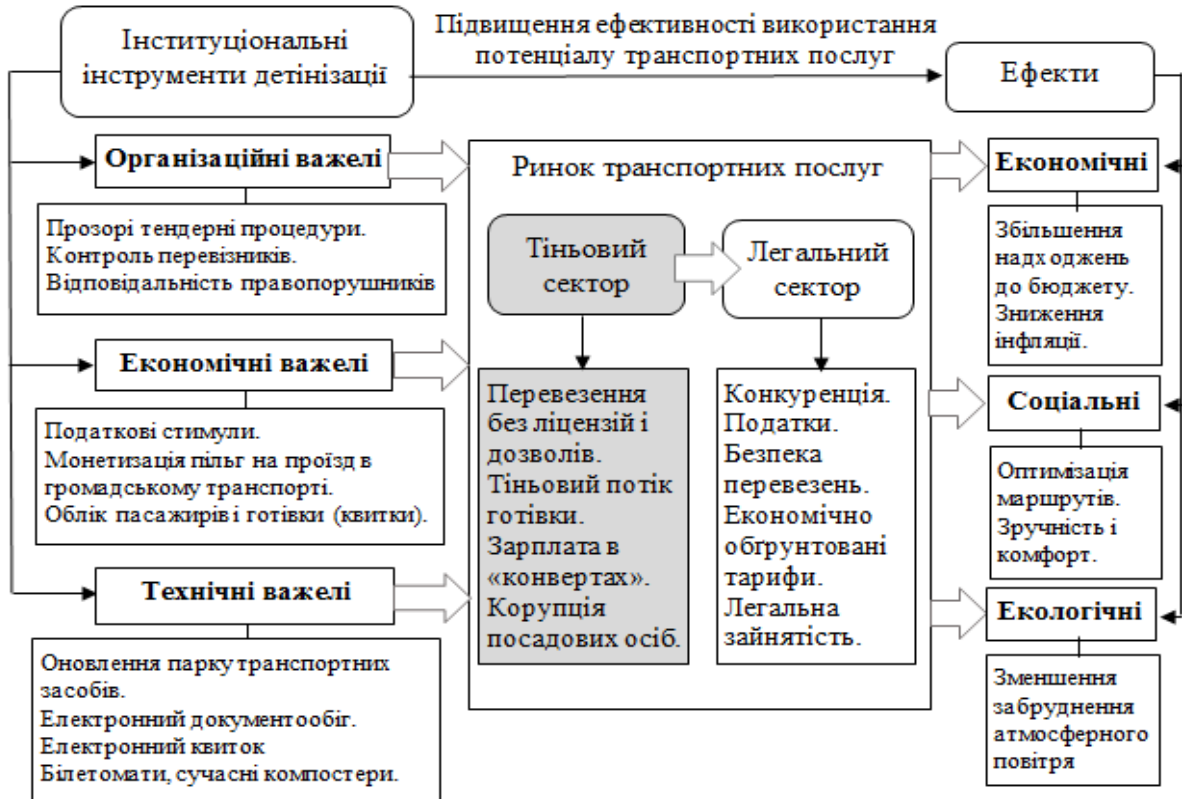 Інституціональні
інструменти детінізації
Підвищення ефективності використання
потенціалу транспортних послуг
Ефекти
Організаційні важелі
Прозорі тендерні процедури.
Контроль перевізників.
Відповідальність правопорушників
Економічні важелі
Податкові стимули.
Монетизація пільг на проїзд в
громадському транспорті.
Облік пасажирів і готівки (квитки).
Технічні важелі
Оновлення парку транспортних
засобів.
Електронний документообіг.
Електронний квиток
Білетомати, сучасні компостери.
Ринок транспортних послуг
Тіньовий
сектор
Перевезення
без ліцензій і
дозволів.
Тіньовий потік
готівки.
Зарплата в
«конвертах».
Корупція
посадових осіб.
Легальний
сектор
Конкуренція.
Податки.
Безпека
перевезень.
Економічно
обґрунтовані
тарифи.
Легальна
зайнятість.
Економічні
Збільшення
надходжень
до бюджету.
Зниження
інфляції.
Соціальні
Оптимізація
маршрутів.
Зручність і
комфорт.
Екологічні
Зменшення
забруднення
атмосферного
повітря